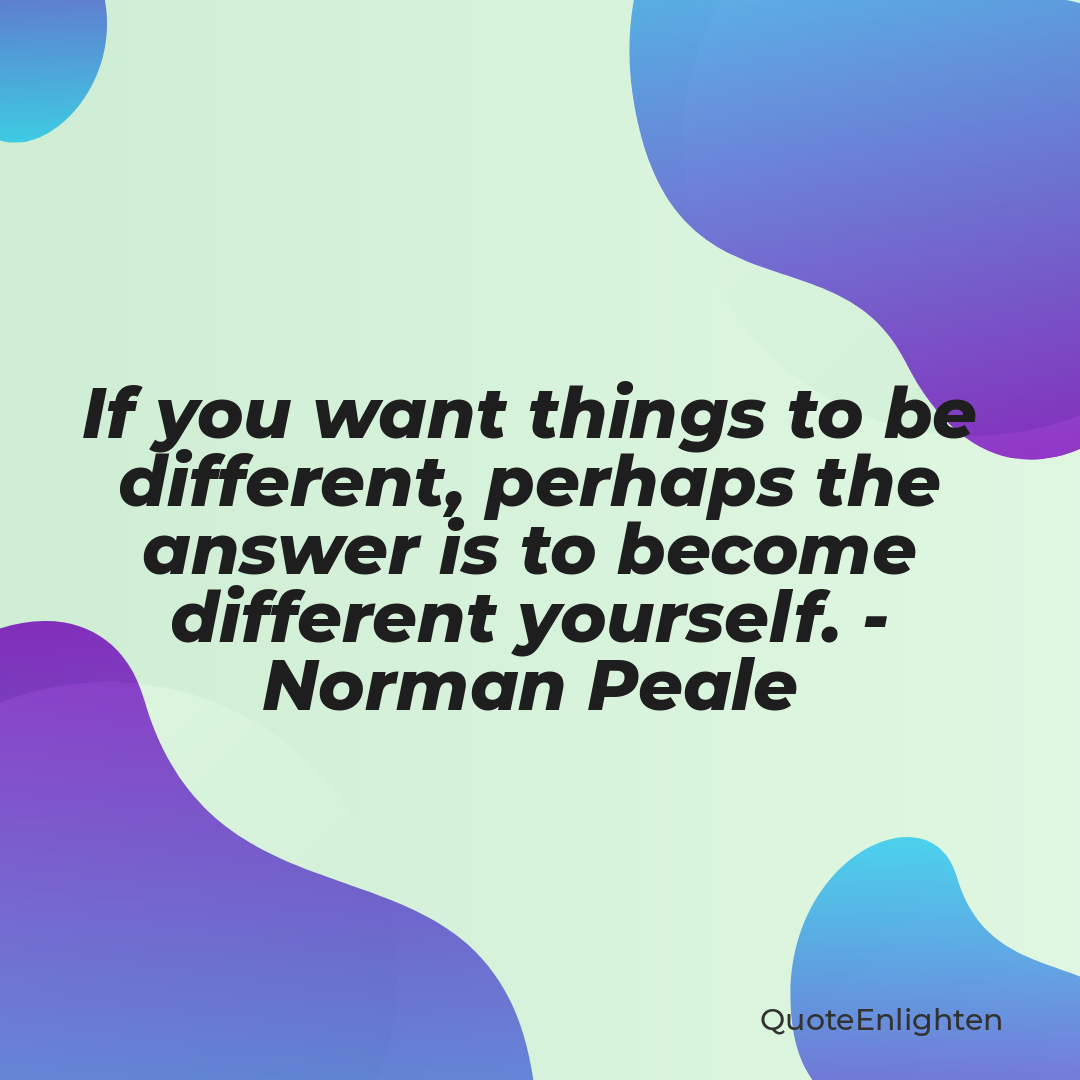 If you want things to be
different, perhaps the
answer is to become
different yourself. -
Norman Peale
QuoteEnlighten